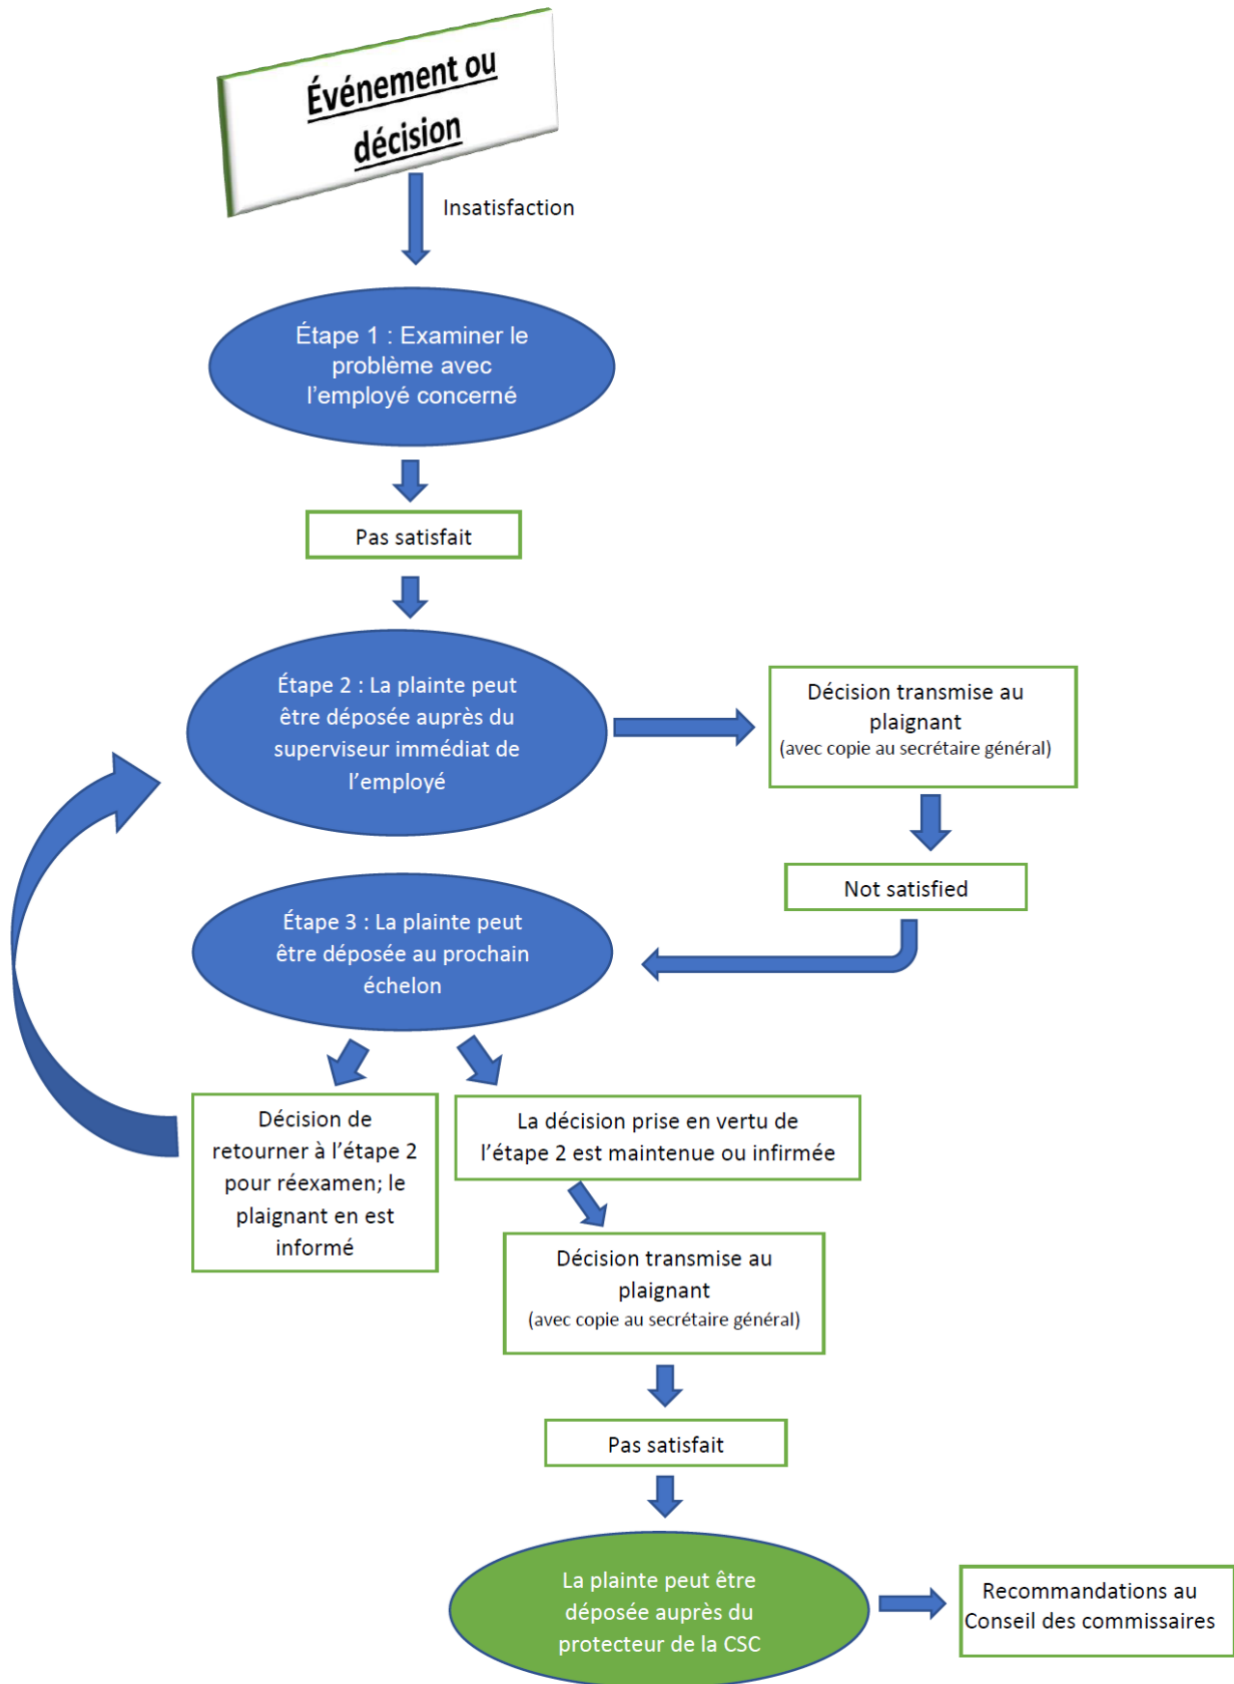 Événement ou
décision
Insatisfaction
Étape 1 : Examiner le
problème avec
l'employé concerné
Pas satisfait
Étape 2 : La plainte peut
être déposée auprès du
superviseur immédiat de
l'employé
Décision transmise au
plaignant
(avec copie au secrétaire général)
Not satisfied
Étape 3 : La plainte peut
être déposée au prochain
échelon
Décision de
retourner à l'étape 2
pour réexamen; le
plaignant en est
informé
La décision prise en vertu de
l'étape 2 est maintenue ou infirmée
Décision transmise au
plaignant
(avec copie au secrétaire général)
Pas satisfait
La plainte peut être
déposée auprès du
protecteur de la CSC
Recommandations au
Conseil des commissaires